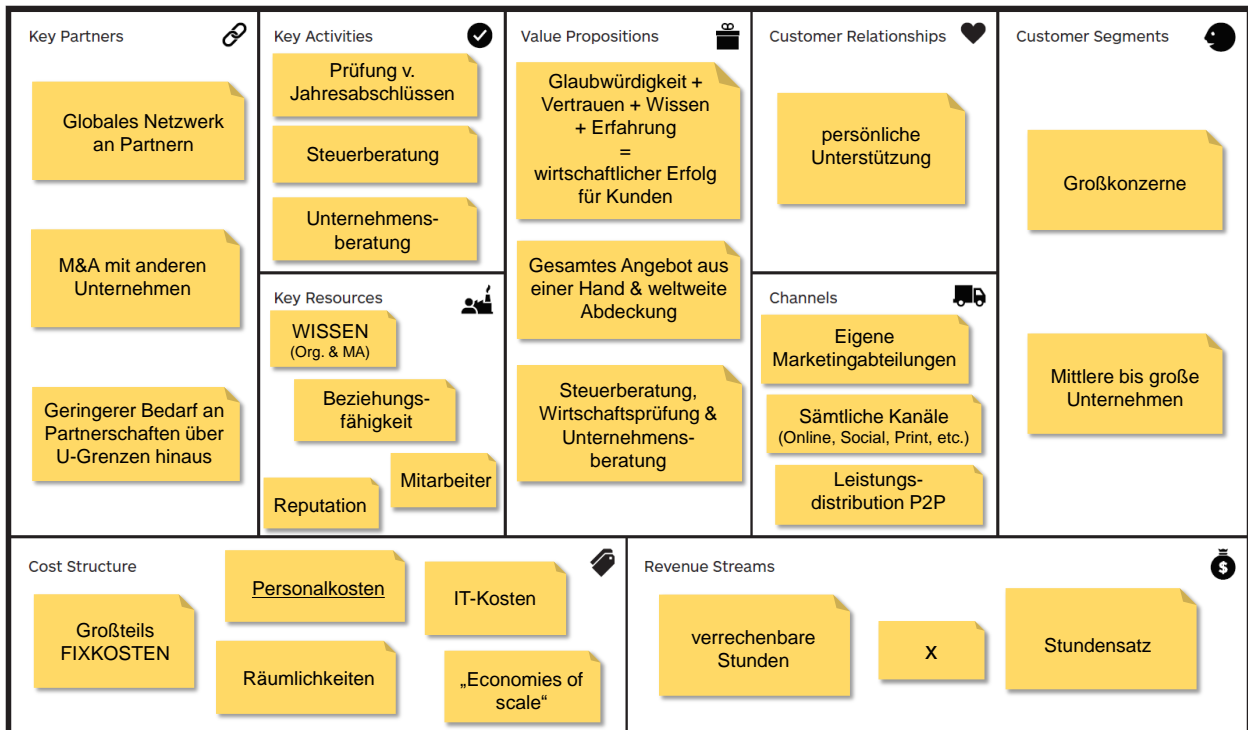 Key Partners
Globales Netzwerk
an Partnern
M&A mit anderen
Unternehmen
Geringerer Bedarf an
Partnerschaften über
U-Grenzen hinaus
Key Activities
Prüfung v.
Jahresabschlüssen
Steuerberatung
Unternehmens-
beratung
Key Resources
WISSEN
(Org. & MA)
Beziehungs-
fähigkeit
Mitarbeiter
Reputation
Value Propositions
Glaubwürdigkeit +
Vertrauen + Wissen
+ Erfahrung
=
wirtschaftlicher Erfolg
für Kunden
Gesamtes Angebot aus
einer Hand & weltweite
Abdeckung
Steuerberatung,
Wirtschaftsprüfung &
Unternehmens-
beratung
Customer Relationships
persönliche
Unterstützung
Channels
Eigene
Marketingabteilungen
Sämtliche Kanäle
(Online, Social, Print, etc.)
Leistungs-
distribution P2P
Customer Segments
Großkonzerne
Mittlere bis große
Unternehmen
Cost Structure
Großteils
FIXKOSTEN
Personalkosten
Räumlichkeiten
IT-Kosten
„Economies of
scale“
Revenue Streams
$
verrechenbare
Stunden
x
Stundensatz